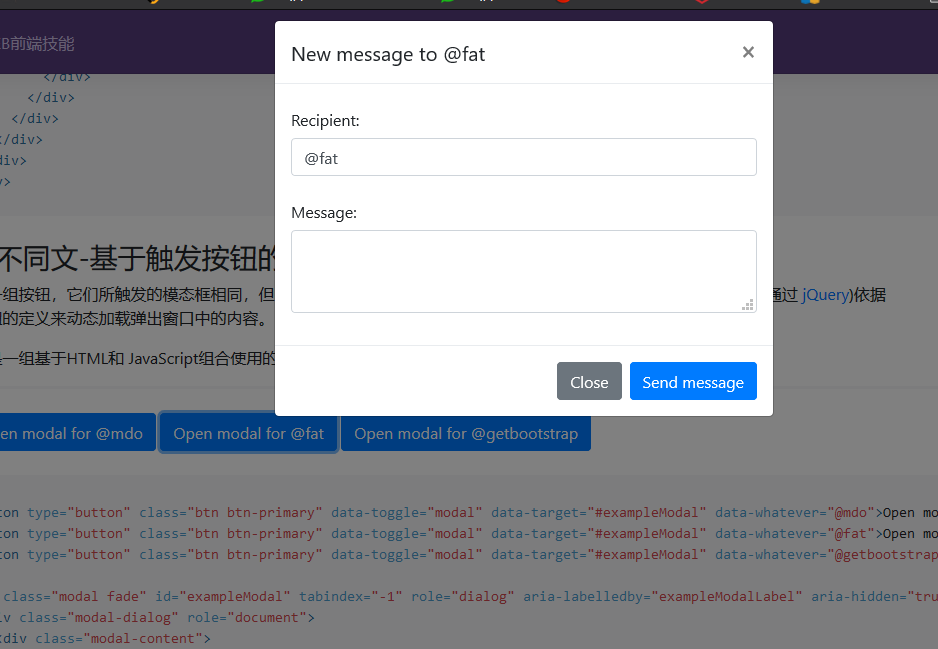 B前端技能
New message to @fat
×
</div>
</div>
</div>
</div>
div>
v>
Recipient:
@fat
Message:
不同文-基于触发按钮的
组按钮，它们所触发的模态框相同，但
通过 jQuery)依据
的定义来动态加载弹出窗口中的内容。
是一组基于HTML和 JavaScript组合使用的
Close Send message
en modal for @mdo Open modal for @fat Open modal for @getbootstrap
ton type="button" class="btn btn-primary" data-toggle="modal" data-target="#exampleModal" data-whatever="@mdo">Open mo
ton type="button" class="btn btn-primary" data-toggle="modal" data-target="#exampleModal" data-whatever="@fat">Open mo
ton type="button" class="btn btn-primary" data-toggle="modal" data-target="#exampleModal" data-whatever="@getbootstrap
class="modal fade" id="exampleModal" tabindex="-1" role="dialog" aria-labelledby="exampleModalLabel" aria-hidden="tru
iv class="modal-dialog" role="document">
<div class="modal-content">